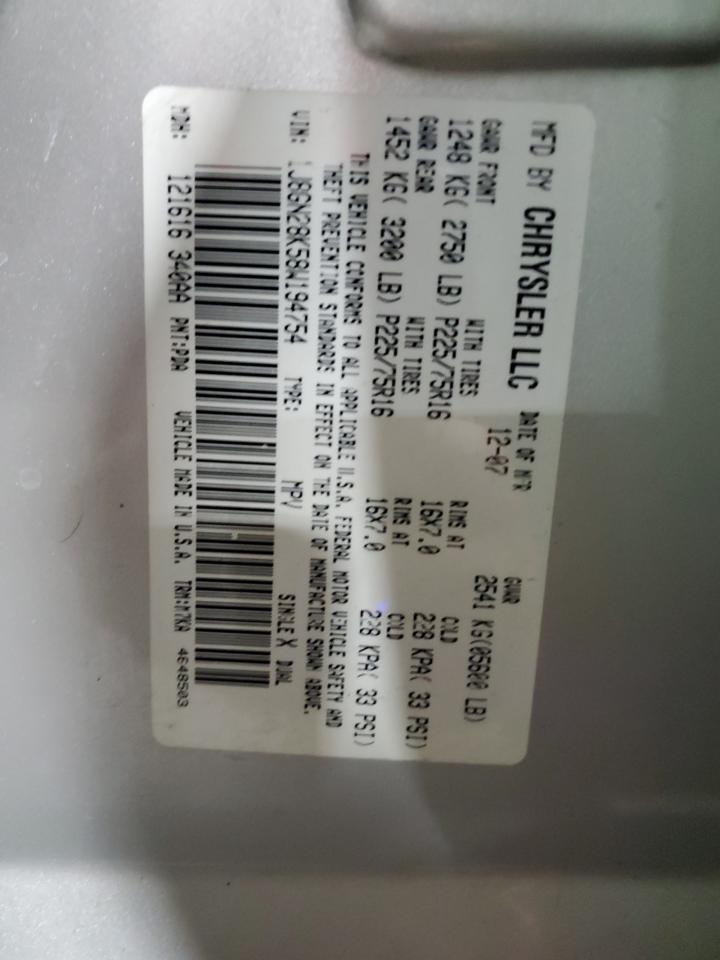 MFD BY CHRYSLER LLC DATE OF MFR GVWR
12-07 2541 KG(05600 LB)
GAWR FRONT WITH TIRES RIMS AT COLD
1248 KG( 2750 LB) P225/75R16 16X7.0 228 KPA( 33 PSI)
GAWR REAR WITH TIRES RIMS AT COLD
1452 KG( 3200 LB) P225/75R16 16X7.0 228 KPA( 33 PSI)
THIS VEHICLE CONFORMS TO ALL APPLICABLE U.S.A. FEDERAL MOTOR VEHICLE SAFETY AND
THEFT PREVENTION STANDARDS IN EFFECT ON THE DATE OF MANUFACTURE SHOWN ABOVE.
VIN: 1J8GN28K58W194754 TYPE: MPV SINGLE X DUAL
MDH: 121616 340AA PNT:PDA VEHICLE MADE IN U.S.A. TRM:A7KA 4648503